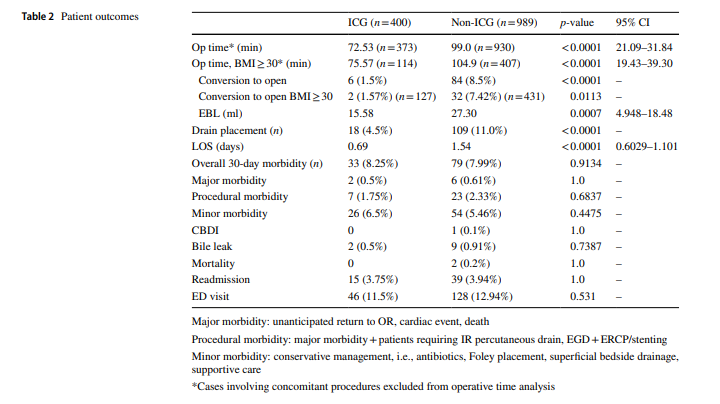 Table 2 Patient outcomes
ICG (n=400) Non-ICG (n=989) p-value 95% CI
Op time* (min) 72.53 (n=373) 99.0 (n=930) <0.0001 21.09–31.84
Op time, BMI≥30* (min) 75.57 (n=114) 104.9 (n=407) <0.0001 19.43–39.30
Conversion to open 6 (1.5%) 84 (8.5%) <0.0001 –
Conversion to open BMI≥30 2 (1.57%) (n=127) 32 (7.42%) (n=431) 0.0113 –
EBL (ml) 15.58 27.30 0.0007 4.948–18.48
Drain placement (n) 18 (4.5%) 109 (11.0%) <0.0001 –
LOS (days) 0.69 1.54 <0.0001 0.6029–1.101
Overall 30-day morbidity (n) 33 (8.25%) 79 (7.99%) 0.9134 –
Major morbidity 2 (0.5%) 6 (0.61%) 1.0 –
Procedural morbidity 7 (1.75%) 23 (2.33%) 0.6837 –
Minor morbidity 26 (6.5%) 54 (5.46%) 0.4475 –
CBDI 0 1 (0.1%) 1.0 –
Bile leak 2 (0.5%) 9 (0.91%) 0.7387 –
Mortality 0 2 (0.2%) 1.0 –
Readmission 15 (3.75%) 39 (3.94%) 1.0 –
ED visit 46 (11.5%) 128 (12.94%) 0.531 –
Major morbidity: unanticipated return to OR, cardiac event, death
Procedural morbidity: major morbidity+patients requiring IR percutaneous drain, EGD+ERCP/stenting
Minor morbidity: conservative management, i.e., antibiotics, Foley placement, superficial bedside drainage,
supportive care
*Cases involving concomitant procedures excluded from operative time analysis